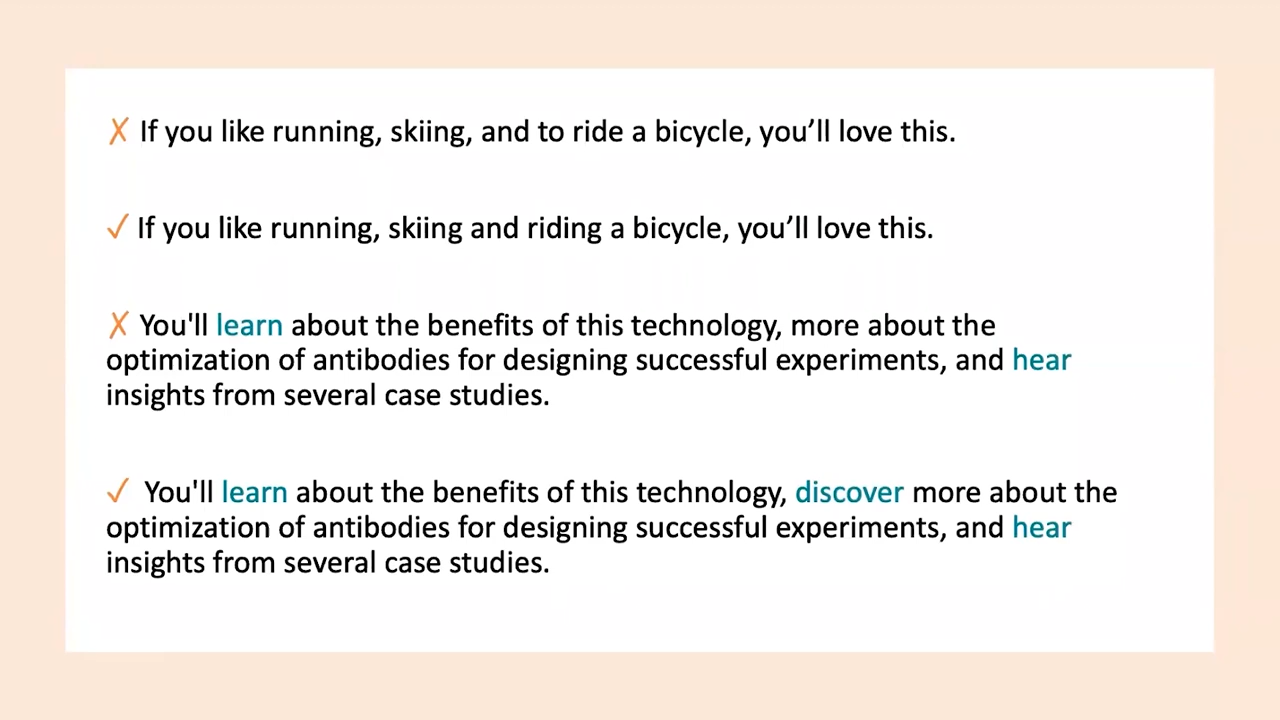 ✗ If you like running, skiing, and to ride a bicycle, you’ll love this.
✓ If you like running, skiing and riding a bicycle, you’ll love this.
✗ You'll learn about the benefits of this technology, more about the
optimization of antibodies for designing successful experiments, and hear
insights from several case studies.
✓ You'll learn about the benefits of this technology, discover more about the
optimization of antibodies for designing successful experiments, and hear
insights from several case studies.